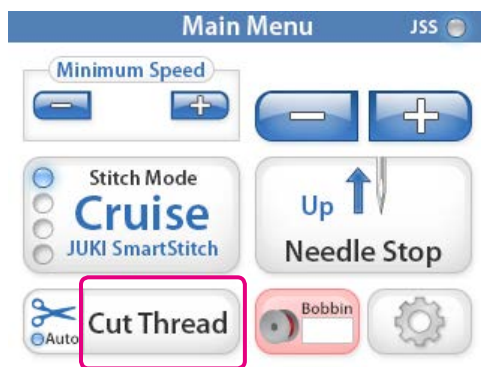 Main Menu
JSS
Minimum Speed
Stitch Mode
Cruise
JUKI SmartStitch
Up
Needle Stop
Auto
Cut Thread
Bobbin